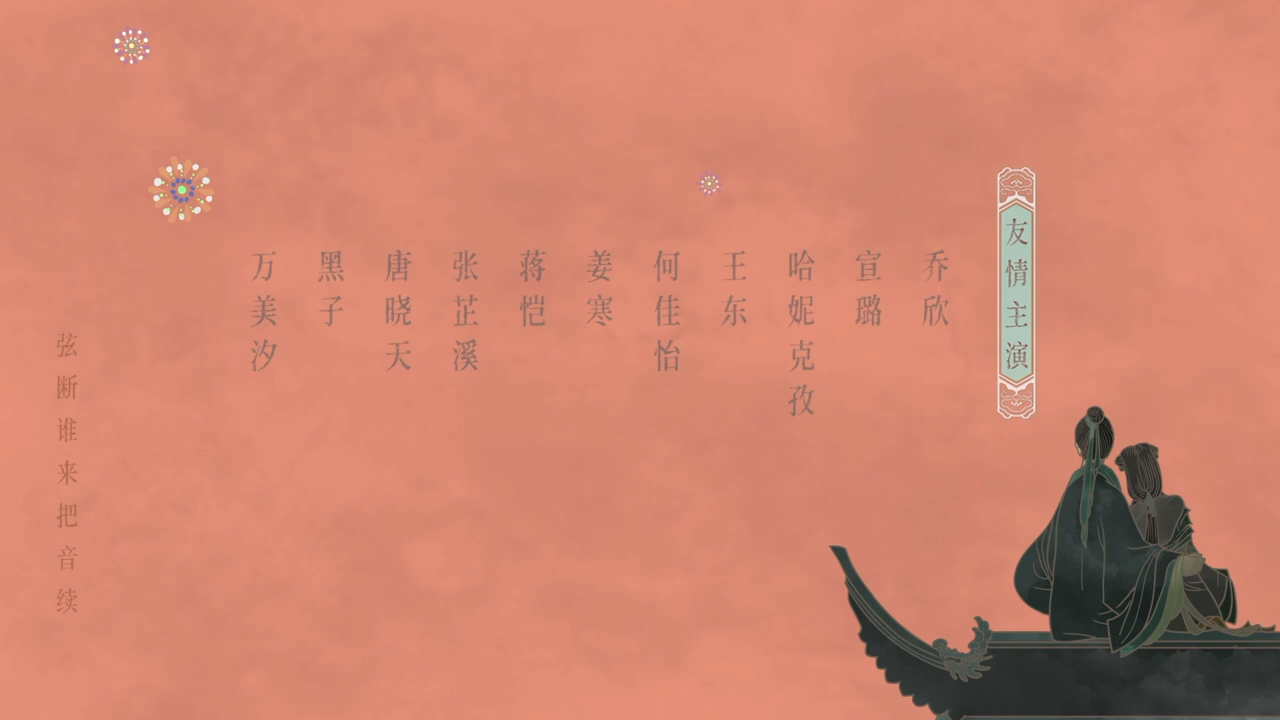 友情主演
乔欣
宣璐
哈妮克孜
王东
何佳怡
姜寒
蒋恺
张芷溪
唐晓天
黑子
万美汐
弦断谁来把音续